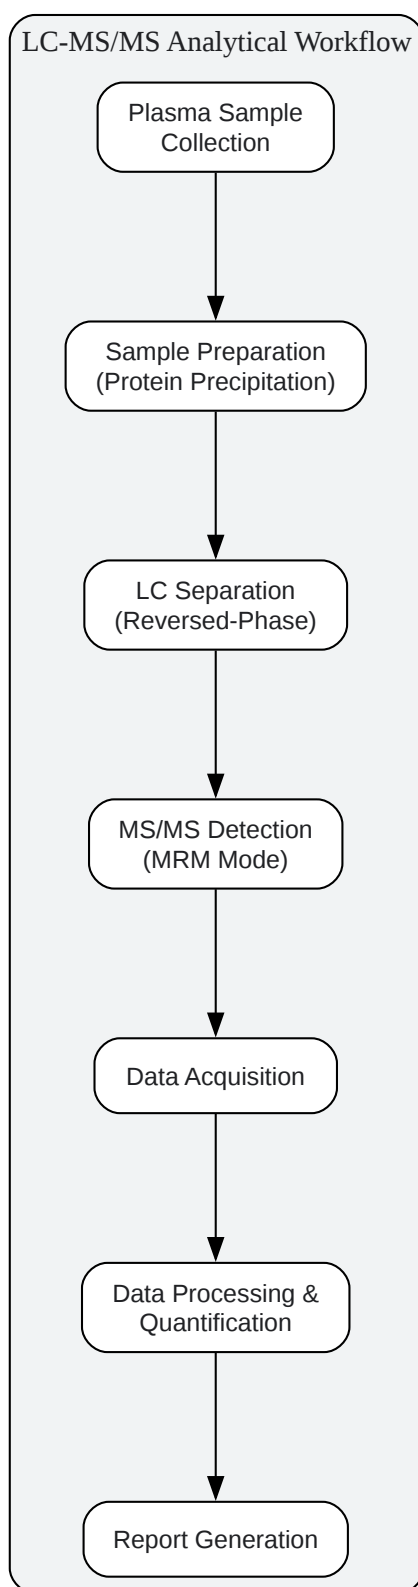 LC-MS/MS Analytical Workflow
Plasma Sample
Collection
Sample Preparation
(Protein Precipitation)
LC Separation
(Reversed-Phase)
MS/MS Detection
(MRM Mode)
Data Acquisition
Data Processing &
Quantification
Report Generation